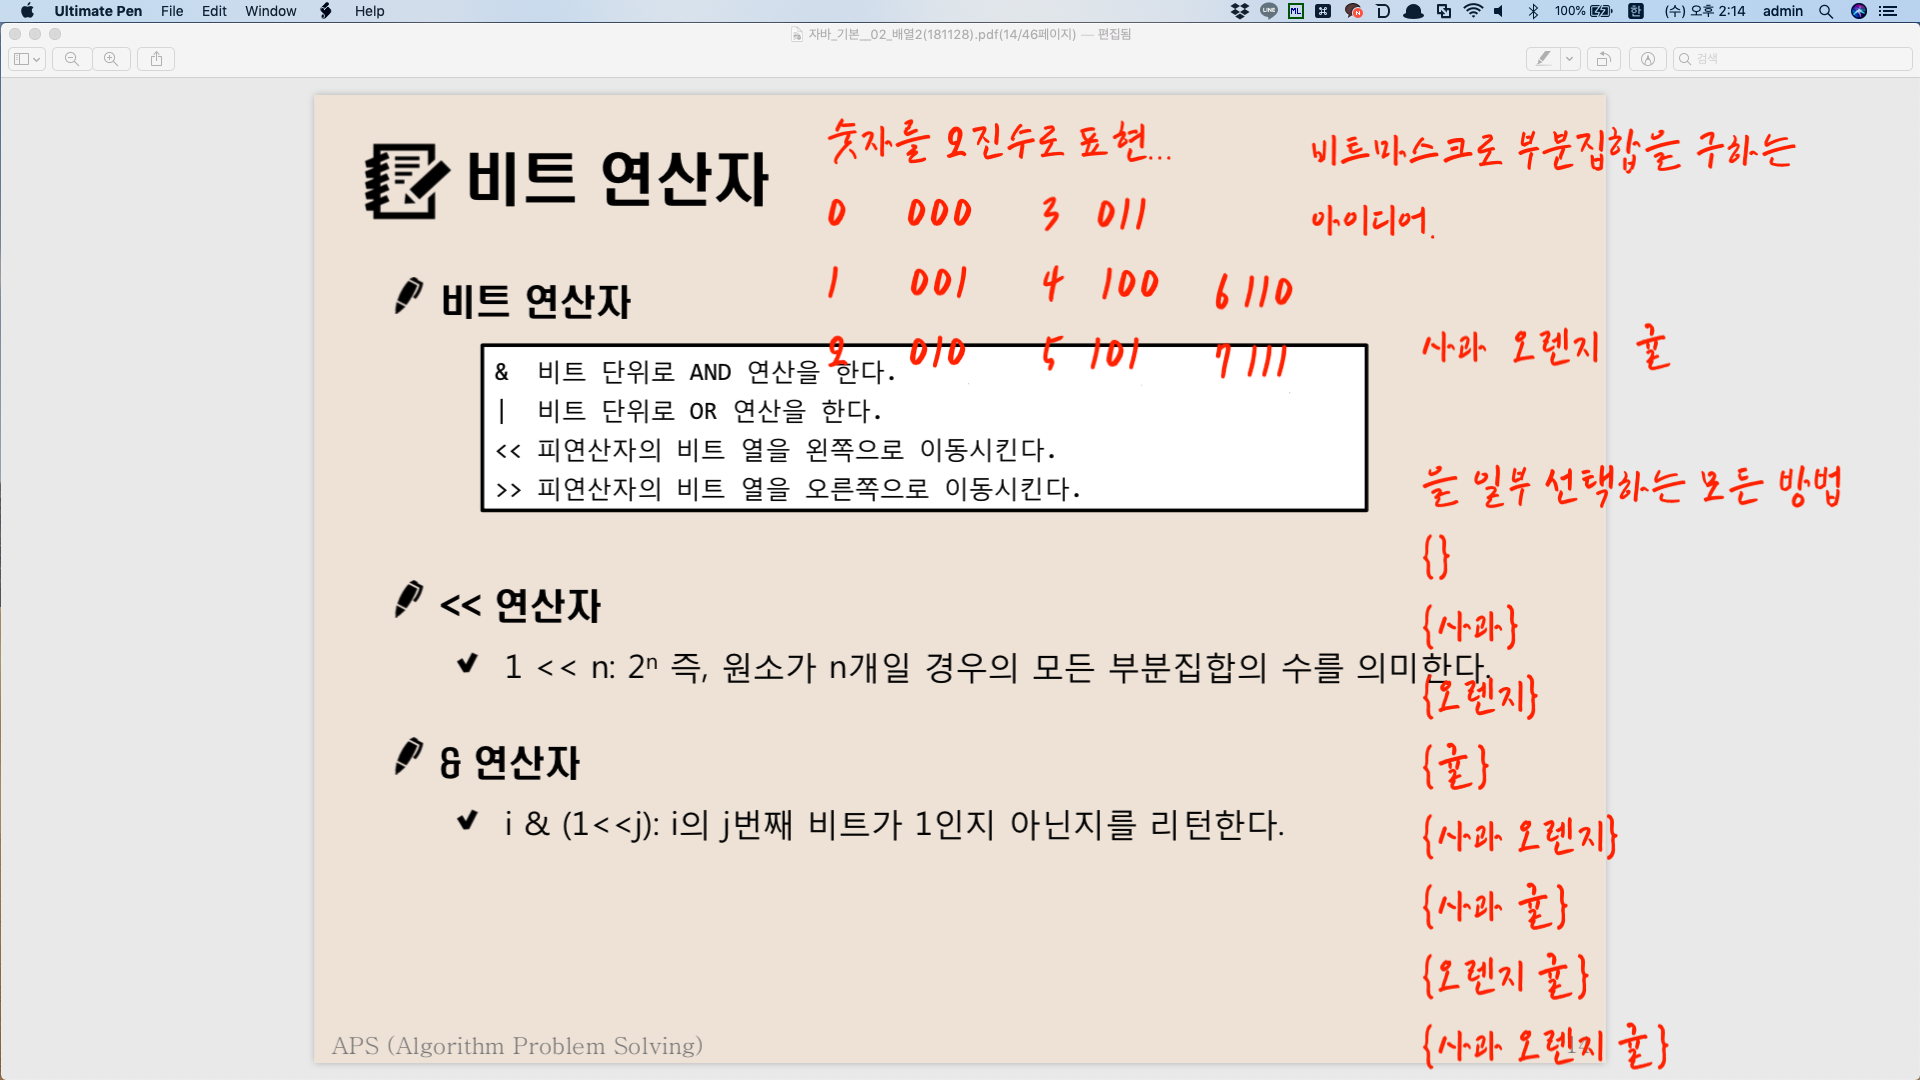 Ultimate Pen File Edit Window Help
100% 한 (수) 오후 2:14 admin
자바_기본__02_배열2(181128).pdf(14/46페이지) — 편집됨
검색
숫자를 오진수로 표현...
비트마스크로 부분집합을 구하는
아이디어.
비트 연산자
0 000 3 011
1 001 4 100 6 110
2 010 5 101 7 111
비트 연산자
사과 오렌지 귤
& 비트 단위로 AND 연산을 한다.
| 비트 단위로 OR 연산을 한다.
<< 피연산자의 비트 열을 왼쪽으로 이동시킨다.
>> 피연산자의 비트 열을 오른쪽으로 이동시킨다.
을 일부 선택하는 모든 방법
{}
{사과}
{오렌지}
{귤}
{사과 오렌지}
{사과 귤}
{오렌지 귤}
{사과 오렌지 귤}
<< 연산자
1 << n: 2ⁿ 즉, 원소가 n개일 경우의 모든 부분집합의 수를 의미한다.
& 연산자
i & (1<<j): i의 j번째 비트가 1인지 아닌지를 리턴한다.
APS (Algorithm Problem Solving)